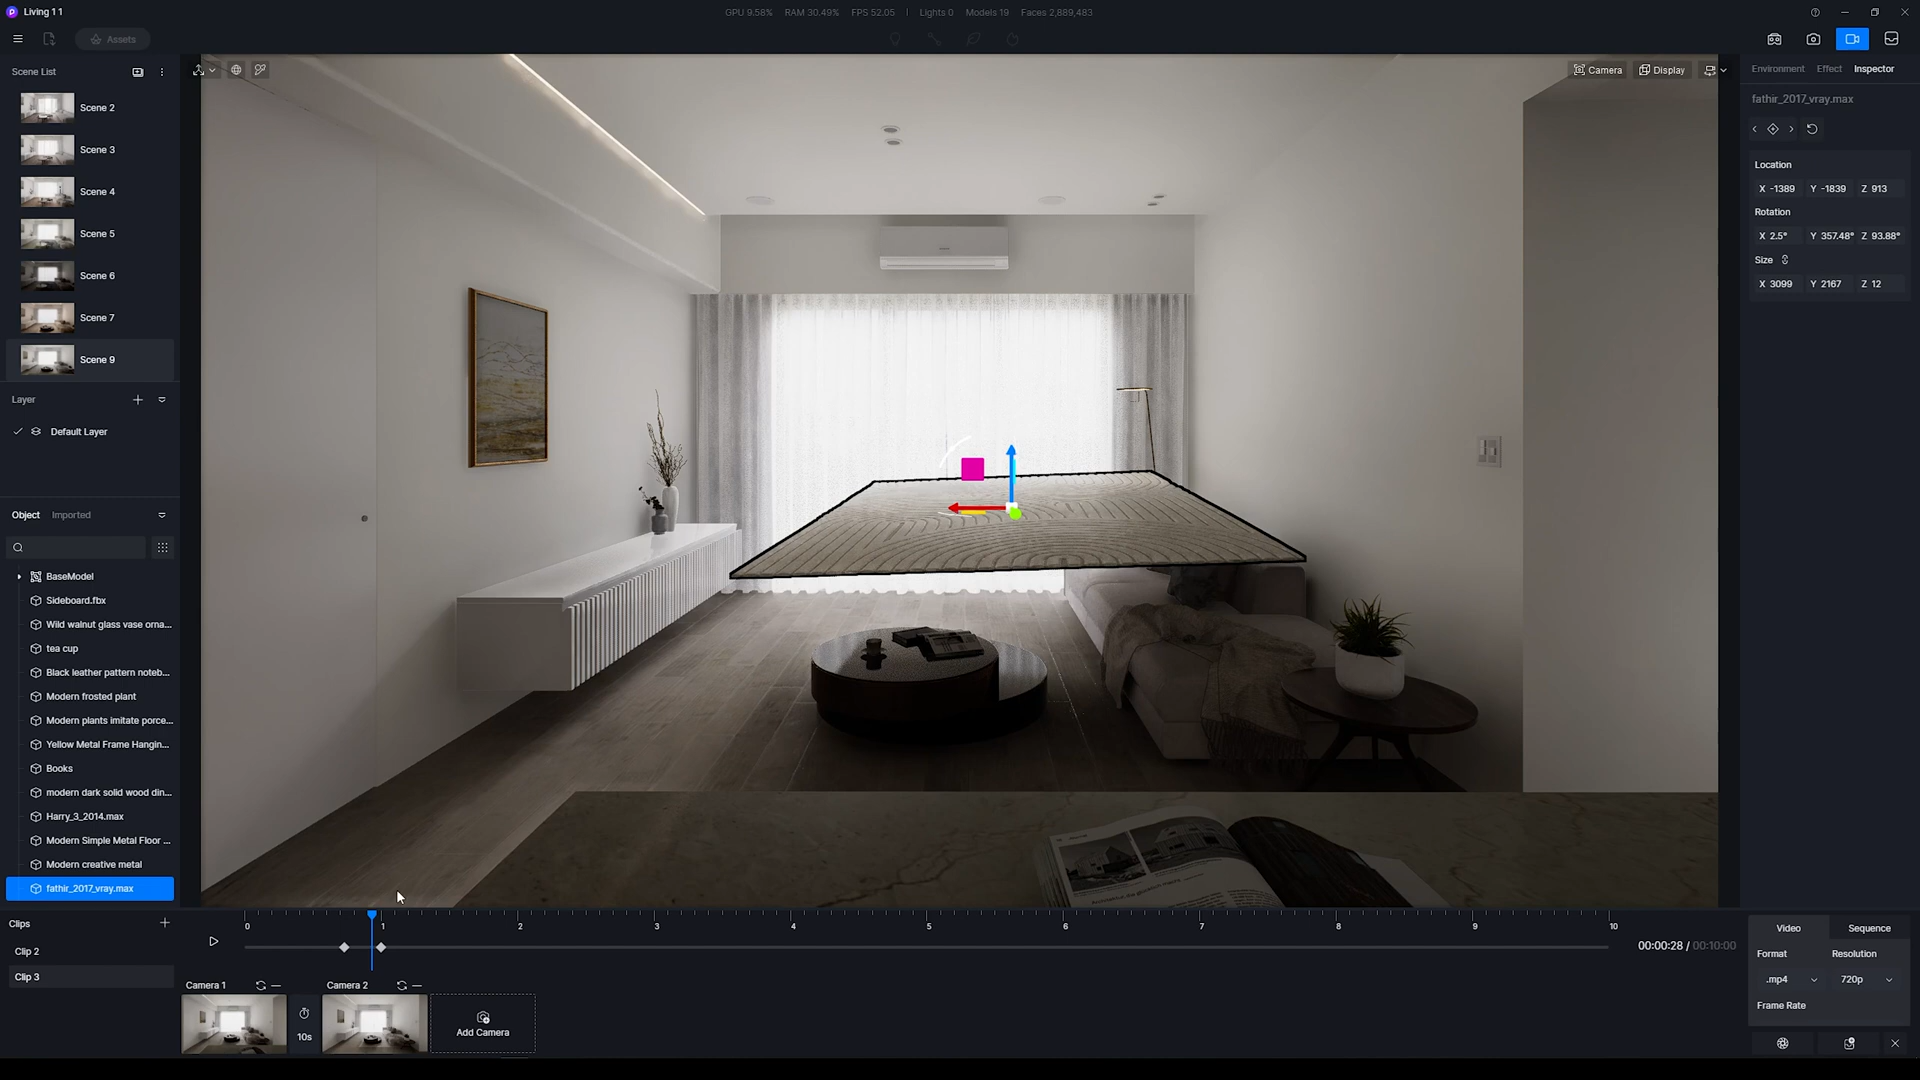 Living 1 1
GPU 9.58% RAM 30.49% FPS 52.05 | Lights 0 Models 19 Faces 2,889,483
Assets
Scene List
Camera
Display
Environment Effect Inspector
Scene 2
fathir_2017_vray.max
Scene 3
Location
X -1389 Y -1839 Z 913
Scene 4
Rotation
Scene 5
X 2.5° Y 357.48° Z 93.88°
Size
Scene 6
X 3099 Y 2167 Z 12
Scene 7
Scene 9
Layer
Default Layer
Object Imported
BaseModel
Sideboard.fbx
Wild walnut glass vase orna...
tea cup
Black leather pattern noteb...
Modern frosted plant
Modern plants imitate porce...
Yellow Metal Frame Hangin...
Books
modern dark solid wood din...
Harry_3_2014.max
Modern Simple Metal Floor ...
Modern creative metal
fathir_2017_vray.max
Clips
0 1 2 3 4 5 6 7 8 9 10
Video Sequence
Clip 2
00:00:28 / 00:10:00
Format Resolution
Clip 3
.mp4 720p
Camera 1 Camera 2
Frame Rate
10s
Add Camera